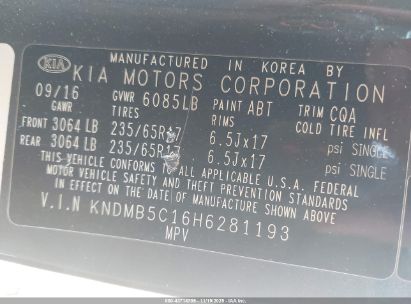 MANUFACTURED IN KOREA BY
KIA KIA MOTORS CORPORATION
09/16 GVWR 6085LB PAINT ABT TRIM CQA
GAWR TIRES RIMS COLD TIRE INFL
FRONT 3064 LB 235/65R17 6.5Jx17 psi SINGLE
REAR 3064 LB 235/65R17 6.5Jx17 psi SINGLE
THIS VEHICLE CONFORMS TO ALL APPLICABLE U.S.A. FEDERAL
MOTOR VEHICLE SAFETY AND THEFT PREVENTION STANDARDS
IN EFFECT ON THE DATE OF MANUFACTURE SHOWN ABOVE.
V.I.N KNDMB5C16H6281193
MPV